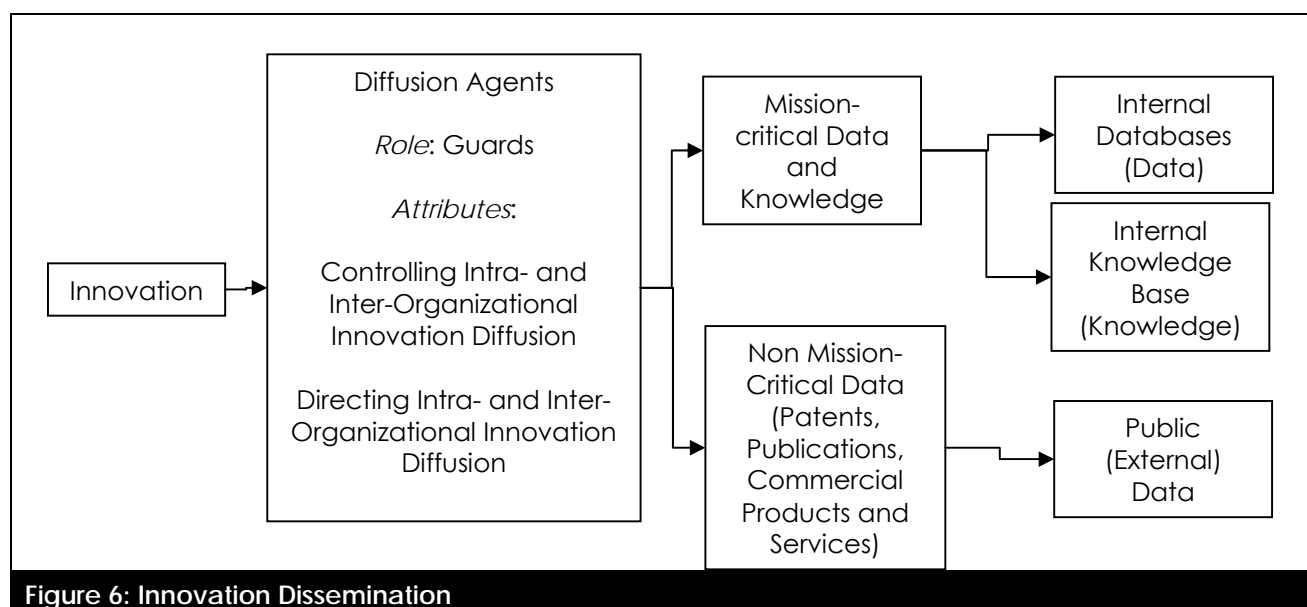 Innovation
Diffusion Agents
Role: Guards
Attributes:
Controlling Intra- and
Inter-Organizational
Innovation Diffusion
Directing Intra- and Inter-
Organizational Innovation
Diffusion
Mission-
critical Data
and
Knowledge
Non Mission-
Critical Data
(Patents,
Publications,
Commercial
Products and
Services)
Internal
Databases
(Data)
Internal
Knowledge
Base
(Knowledge)
Public
(External)
Data
Figure 6: Innovation Dissemination